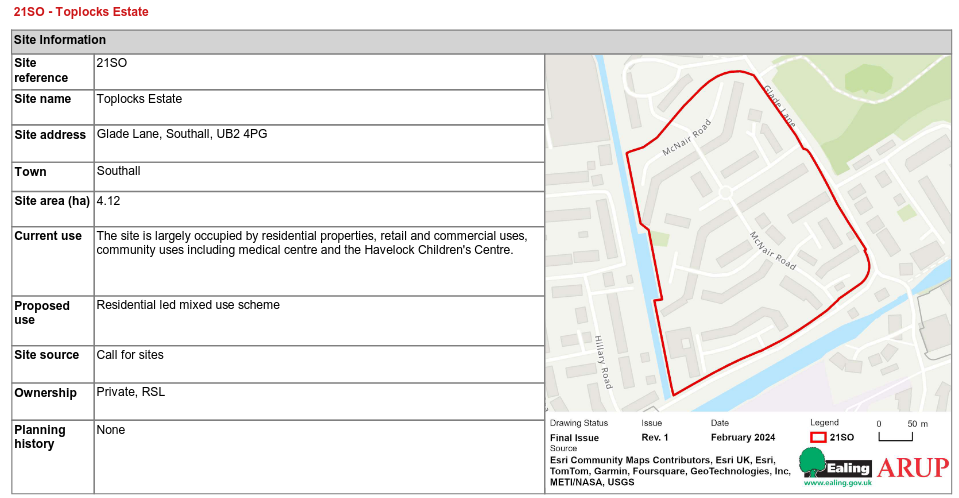 21SO - Toplocks Estate
Site Information
Site
reference
21SO
Site name
Toplocks Estate
Site address
Glade Lane, Southall, UB2 4PG
Town
Southall
Site area (ha)
4.12
Current use
The site is largely occupied by residential properties, retail and commercial uses,
community uses including medical centre and the Havelock Children's Centre.
Proposed
use
Residential led mixed use scheme
Site source
Call for sites
Ownership
Private, RSL
Planning
history
None
Glade Lane
McNair Road
McNair Road
Hillary Road
Drawing Status
Issue
Date
Legend
0 50 m
Final Issue
Rev. 1
February 2024
21SO
Source
Esri Community Maps Contributors, Esri UK, Esri,
TomTom, Garmin, Foursquare, GeoTechnologies, Inc,
METI/NASA, USGS
Ealing
www.ealing.gov.uk
ARUP